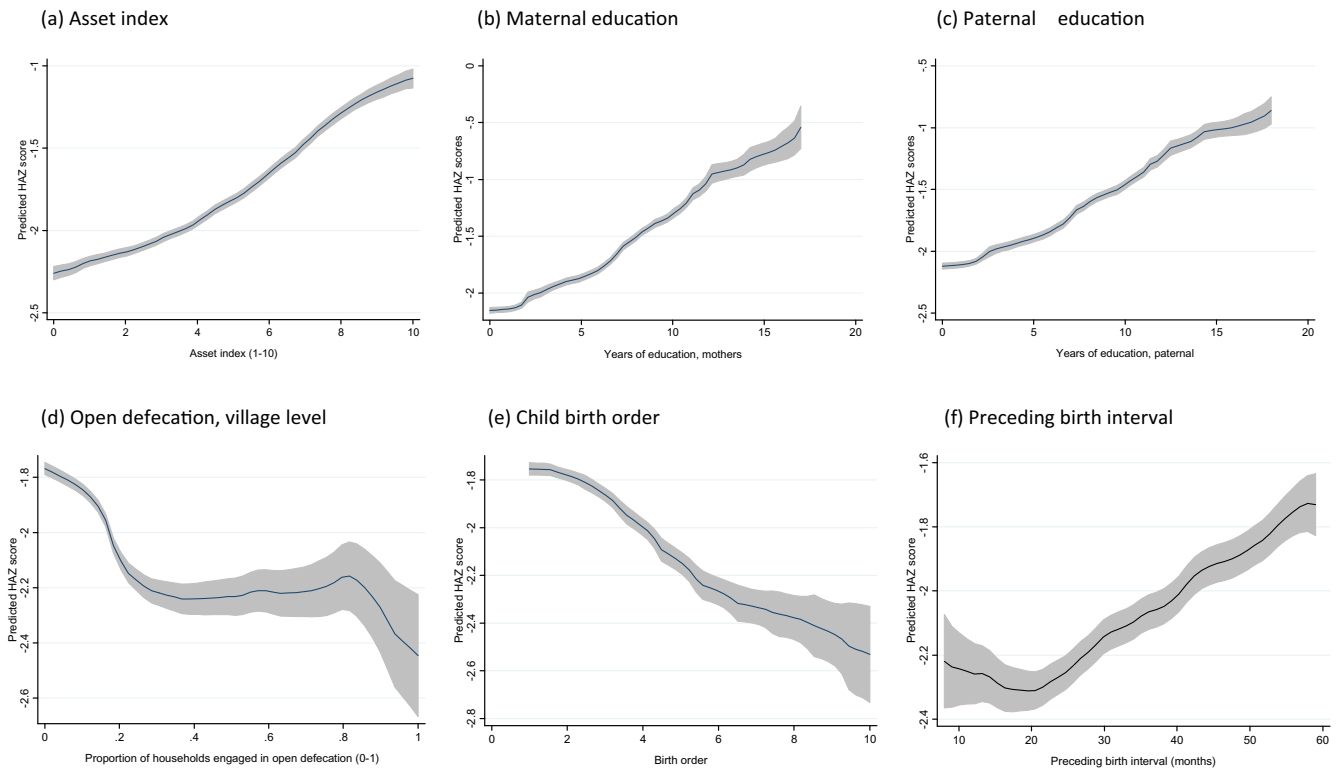 (a) Asset index
(b) Maternal education
(c) Paternal education
Predicted HAZ score
-1
-1.5
-2
-2.5
0 2 4 6 8 10
Asset index (1-10)
Predicted HAZ scores
0
-.5
-1
-1.5
-2
0 5 10 15 20
Years of education, mothers
Predicted HAZ scores
-.5
-1
-1.5
-2
-2.5
0 5 10 15 20
Years of education, paternal
(d) Open defecation, village level
(e) Child birth order
(f) Preceding birth interval
Predicted HAZ score
-1.8
-2
-2.2
-2.4
-2.6
0 .2 .4 .6 .8 1
Proportion of households engaged in open defecation (0-1)
Predicted HAZ score
-1.8
-2
-2.2
-2.4
-2.6
-2.8
0 2 4 6 8 10
Birth order
Predicted HAZ score
-1.6
-1.8
-2
-2.2
-2.4
10 20 30 40 50 60
Preceding birth interval (months)